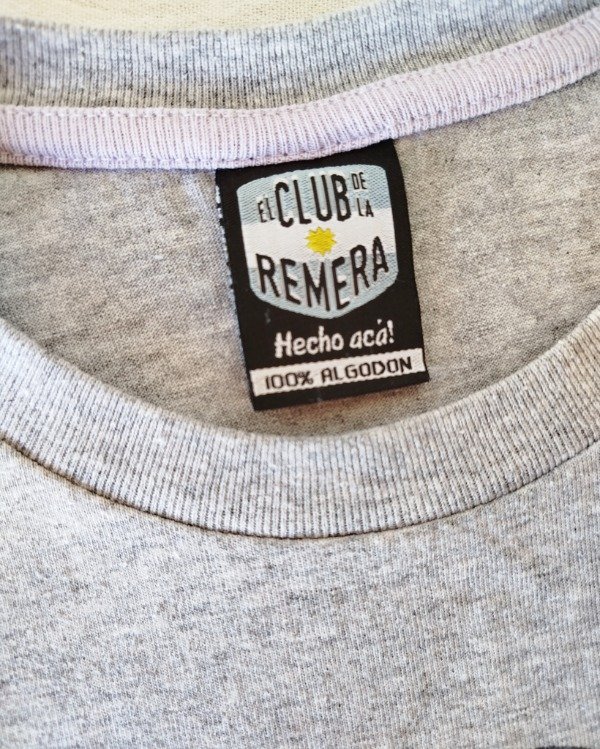 EL CLUB DE LA
REMERA
Hecho acá!
100% ALGODON